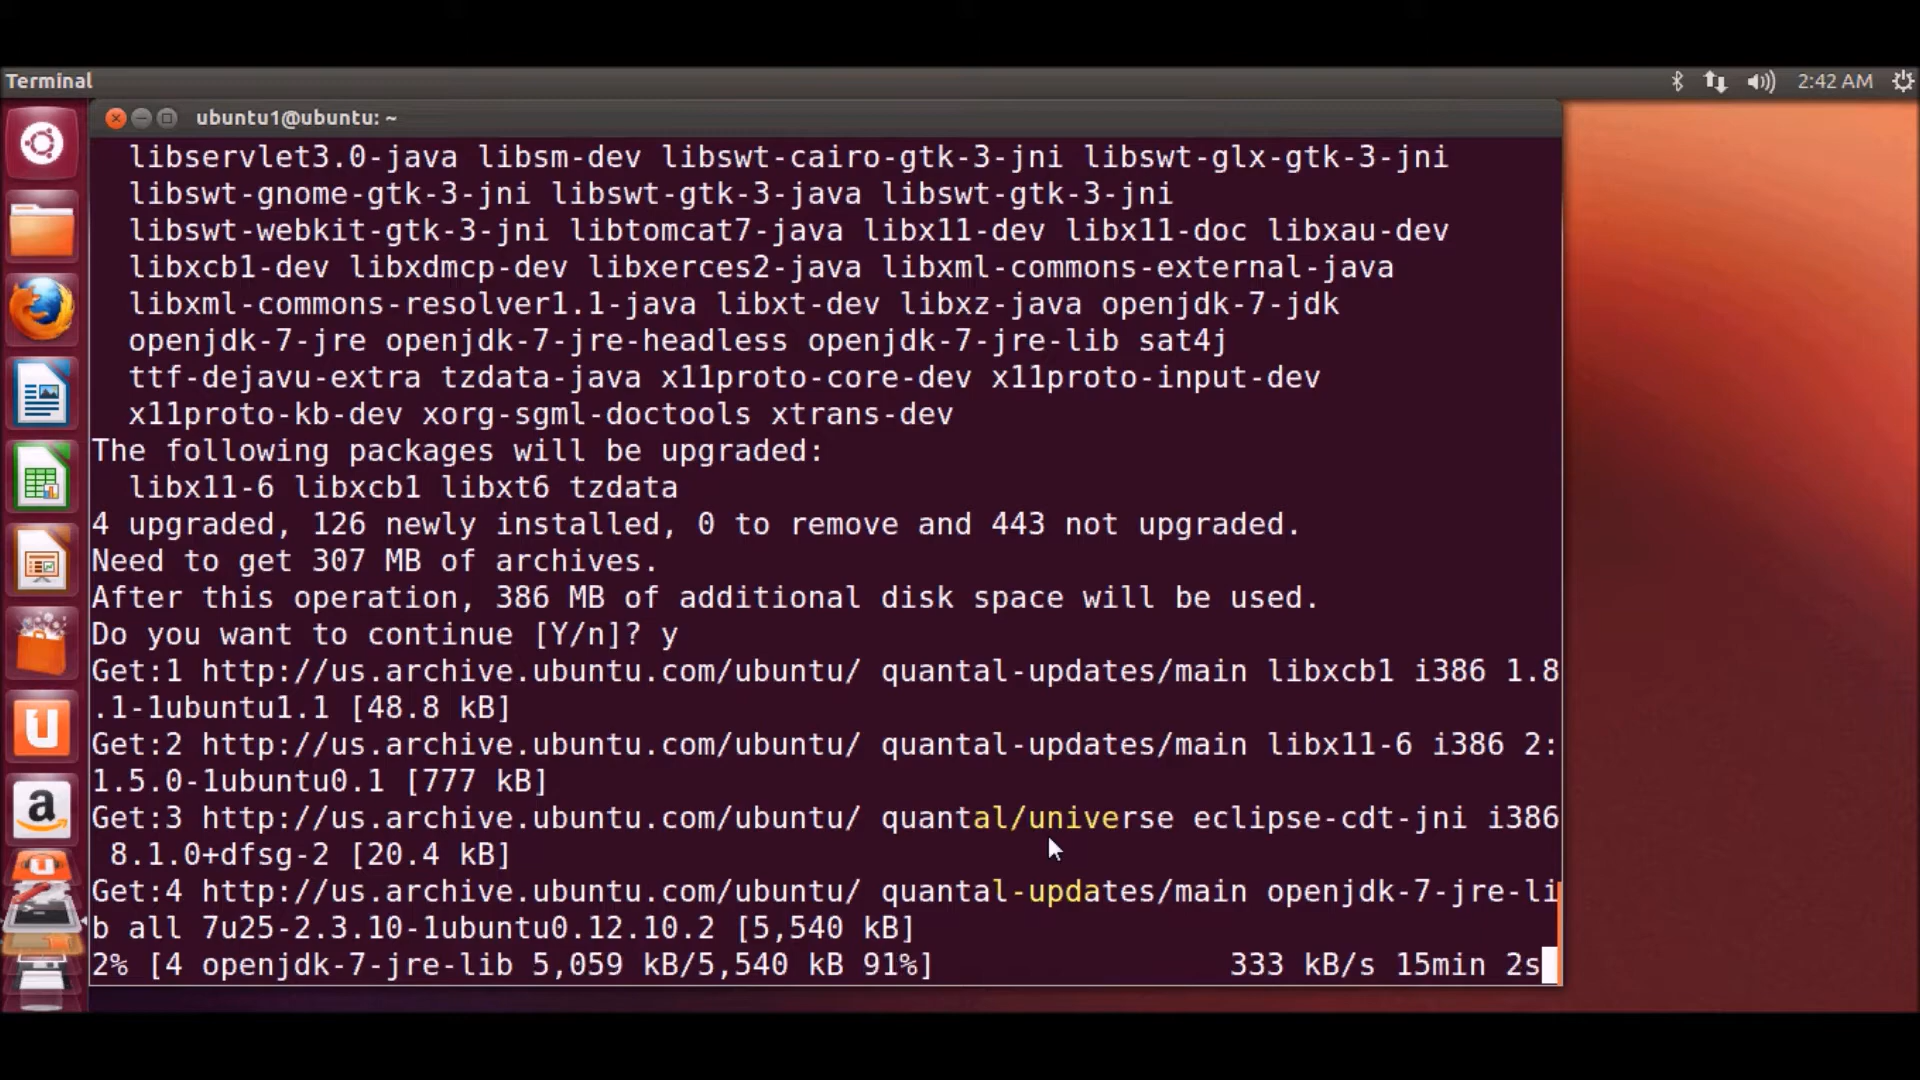 Terminal
2:42 AM
ubuntu1@ubuntu: ~
libservlet3.0-java libsm-dev libswt-cairo-gtk-3-jni libswt-glx-gtk-3-jni
libswt-gnome-gtk-3-jni libswt-gtk-3-java libswt-gtk-3-jni
libswt-webkit-gtk-3-jni libtomcat7-java libx11-dev libx11-doc libxau-dev
libxcb1-dev libxdmcp-dev libxerces2-java libxml-commons-external-java
libxml-commons-resolver1.1-java libxt-dev libxz-java openjdk-7-jdk
openjdk-7-jre openjdk-7-jre-headless openjdk-7-jre-lib sat4j
ttf-dejavu-extra tzdata-java x11proto-core-dev x11proto-input-dev
x11proto-kb-dev xorg-sgml-doctools xtrans-dev
The following packages will be upgraded:
libx11-6 libxcb1 libxt6 tzdata
4 upgraded, 126 newly installed, 0 to remove and 443 not upgraded.
Need to get 307 MB of archives.
After this operation, 386 MB of additional disk space will be used.
Do you want to continue [Y/n]? y
Get:1 http://us.archive.ubuntu.com/ubuntu/ quantal-updates/main libxcb1 i386 1.8
.1-1ubuntu1.1 [48.8 kB]
Get:2 http://us.archive.ubuntu.com/ubuntu/ quantal-updates/main libx11-6 i386 2:
1.5.0-1ubuntu0.1 [777 kB]
Get:3 http://us.archive.ubuntu.com/ubuntu/ quantal/universe eclipse-cdt-jni i386
8.1.0+dfsg-2 [20.4 kB]
Get:4 http://us.archive.ubuntu.com/ubuntu/ quantal-updates/main openjdk-7-jre-li
b all 7u25-2.3.10-1ubuntu0.12.10.2 [5,540 kB]
2% [4 openjdk-7-jre-lib 5,059 kB/5,540 kB 91%] 333 kB/s 15min 2s